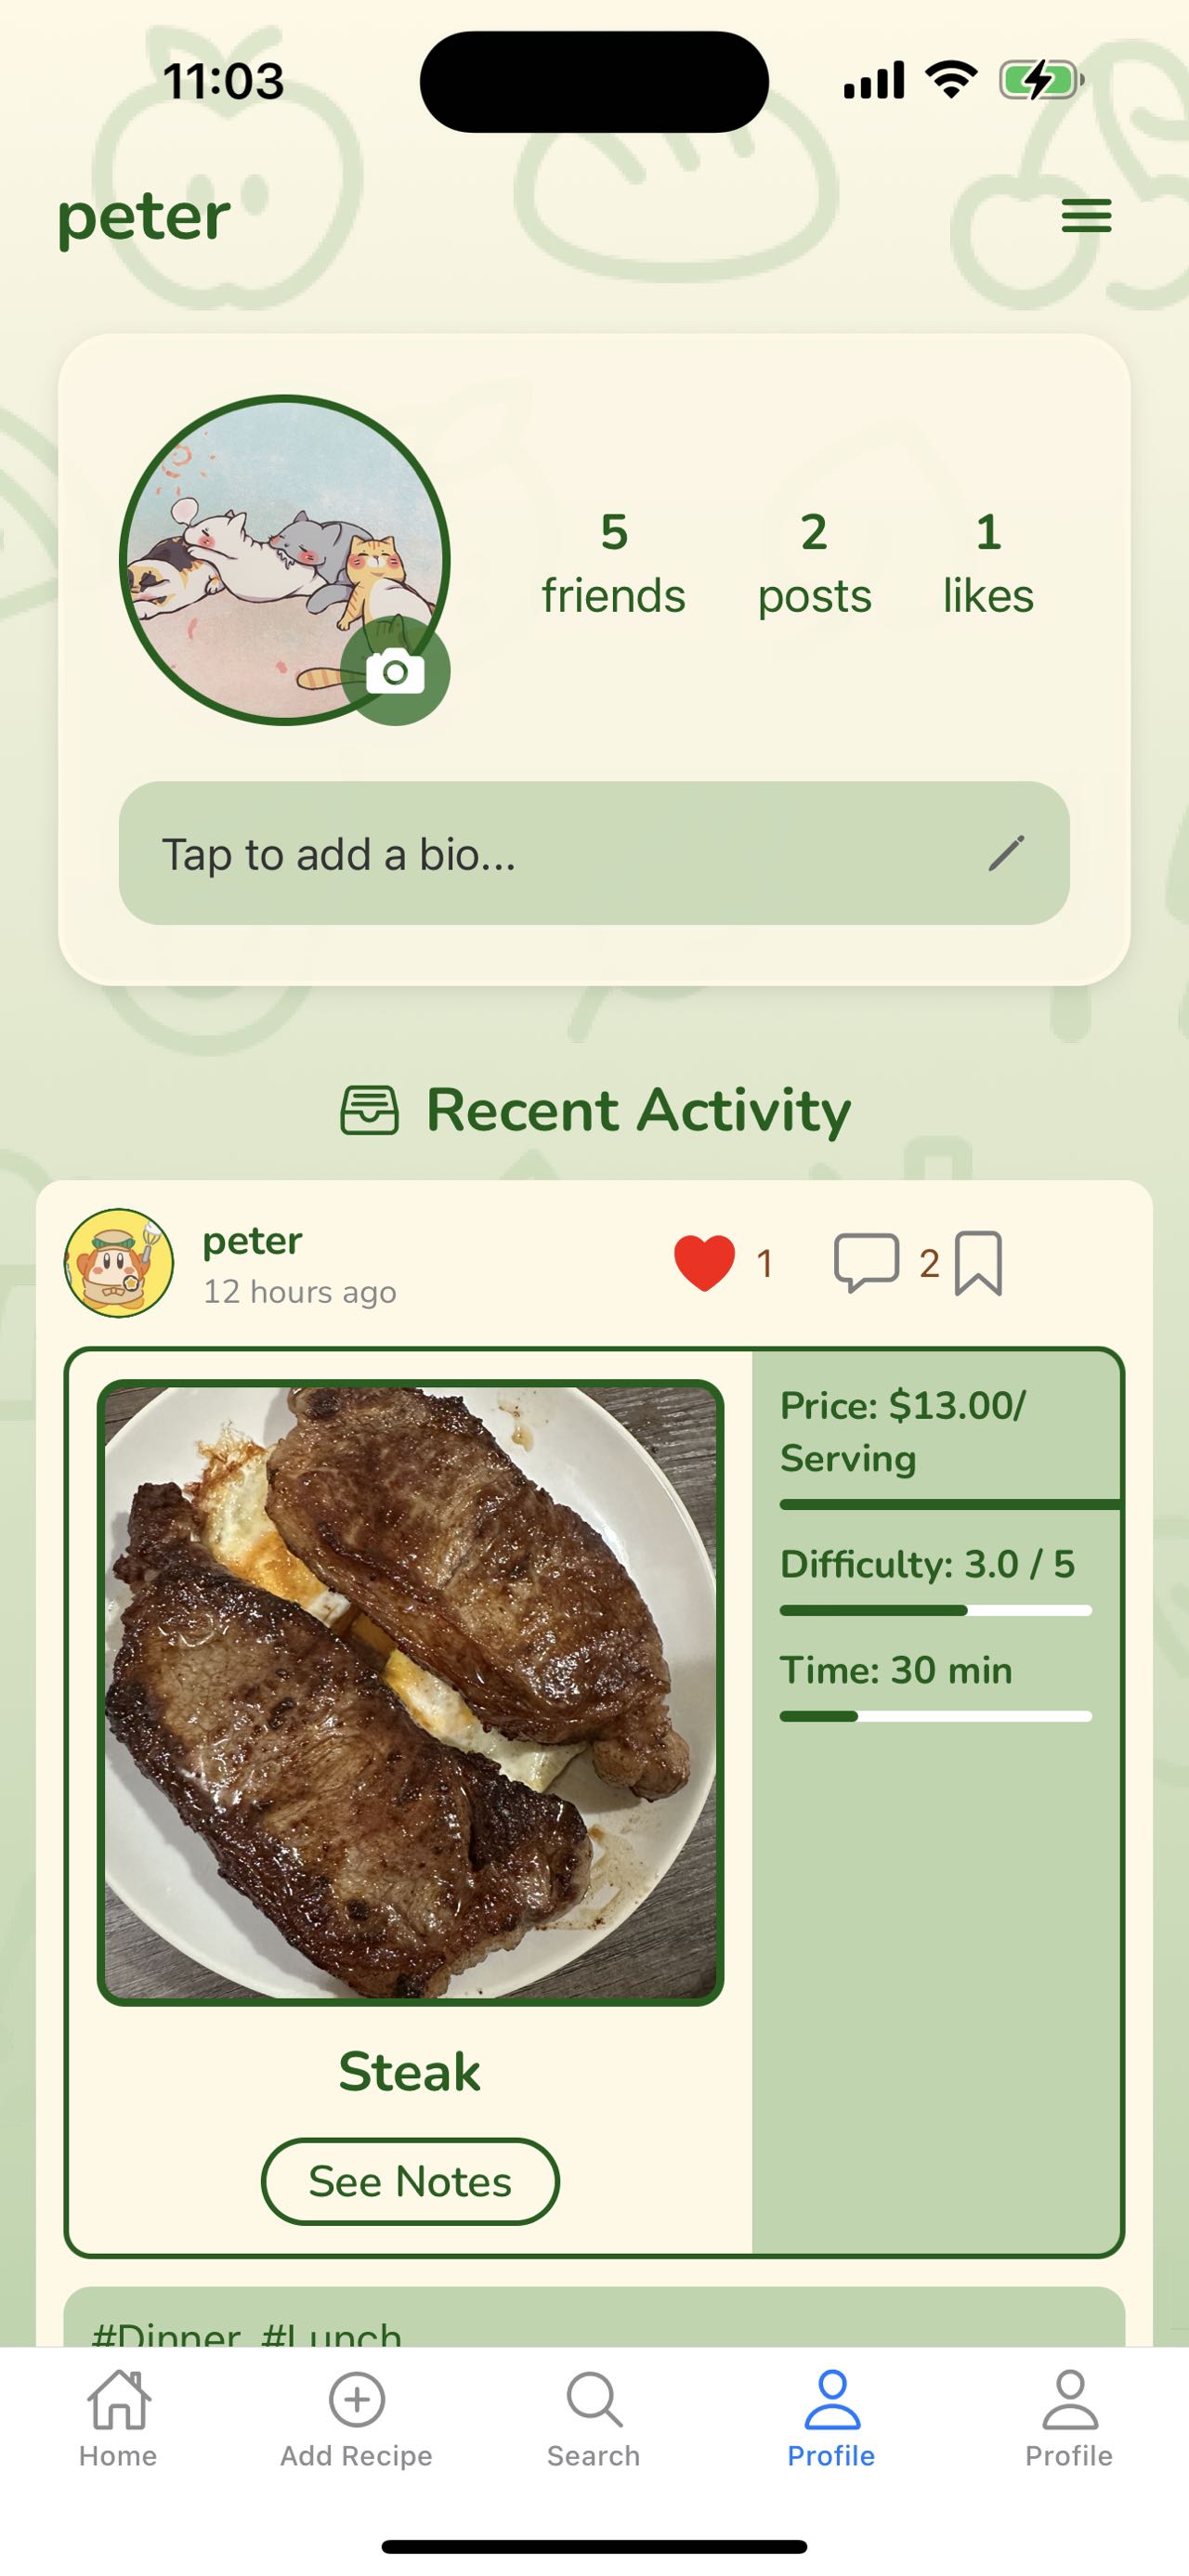 11:03
peter
5
friends
2
posts
1
likes
Tap to add a bio...
Recent Activity
peter
12 hours ago
1
2
Price: $13.00/
Serving
Difficulty: 3.0 / 5
Time: 30 min
Steak
See Notes
#Dinner #Lunch
Home
Add Recipe
Search
Profile
Profile